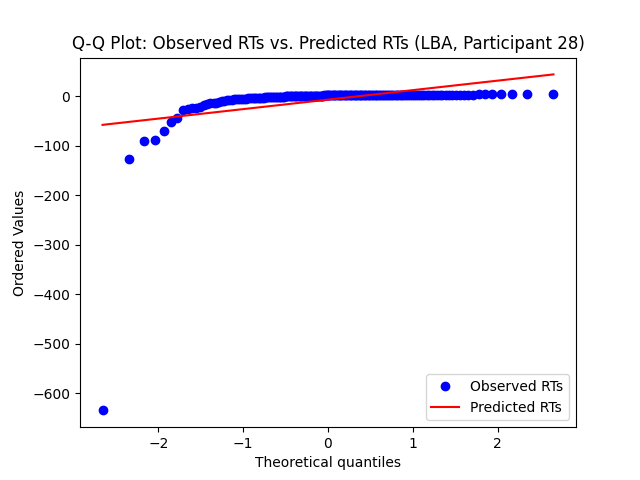 Q-Q Plot: Observed RTs vs. Predicted RTs (LBA, Participant 28)
Ordered Values
0
−100
−200
−300
−400
−500
−600
−2
−1
0
1
2
Theoretical quantiles
Observed RTs
Predicted RTs